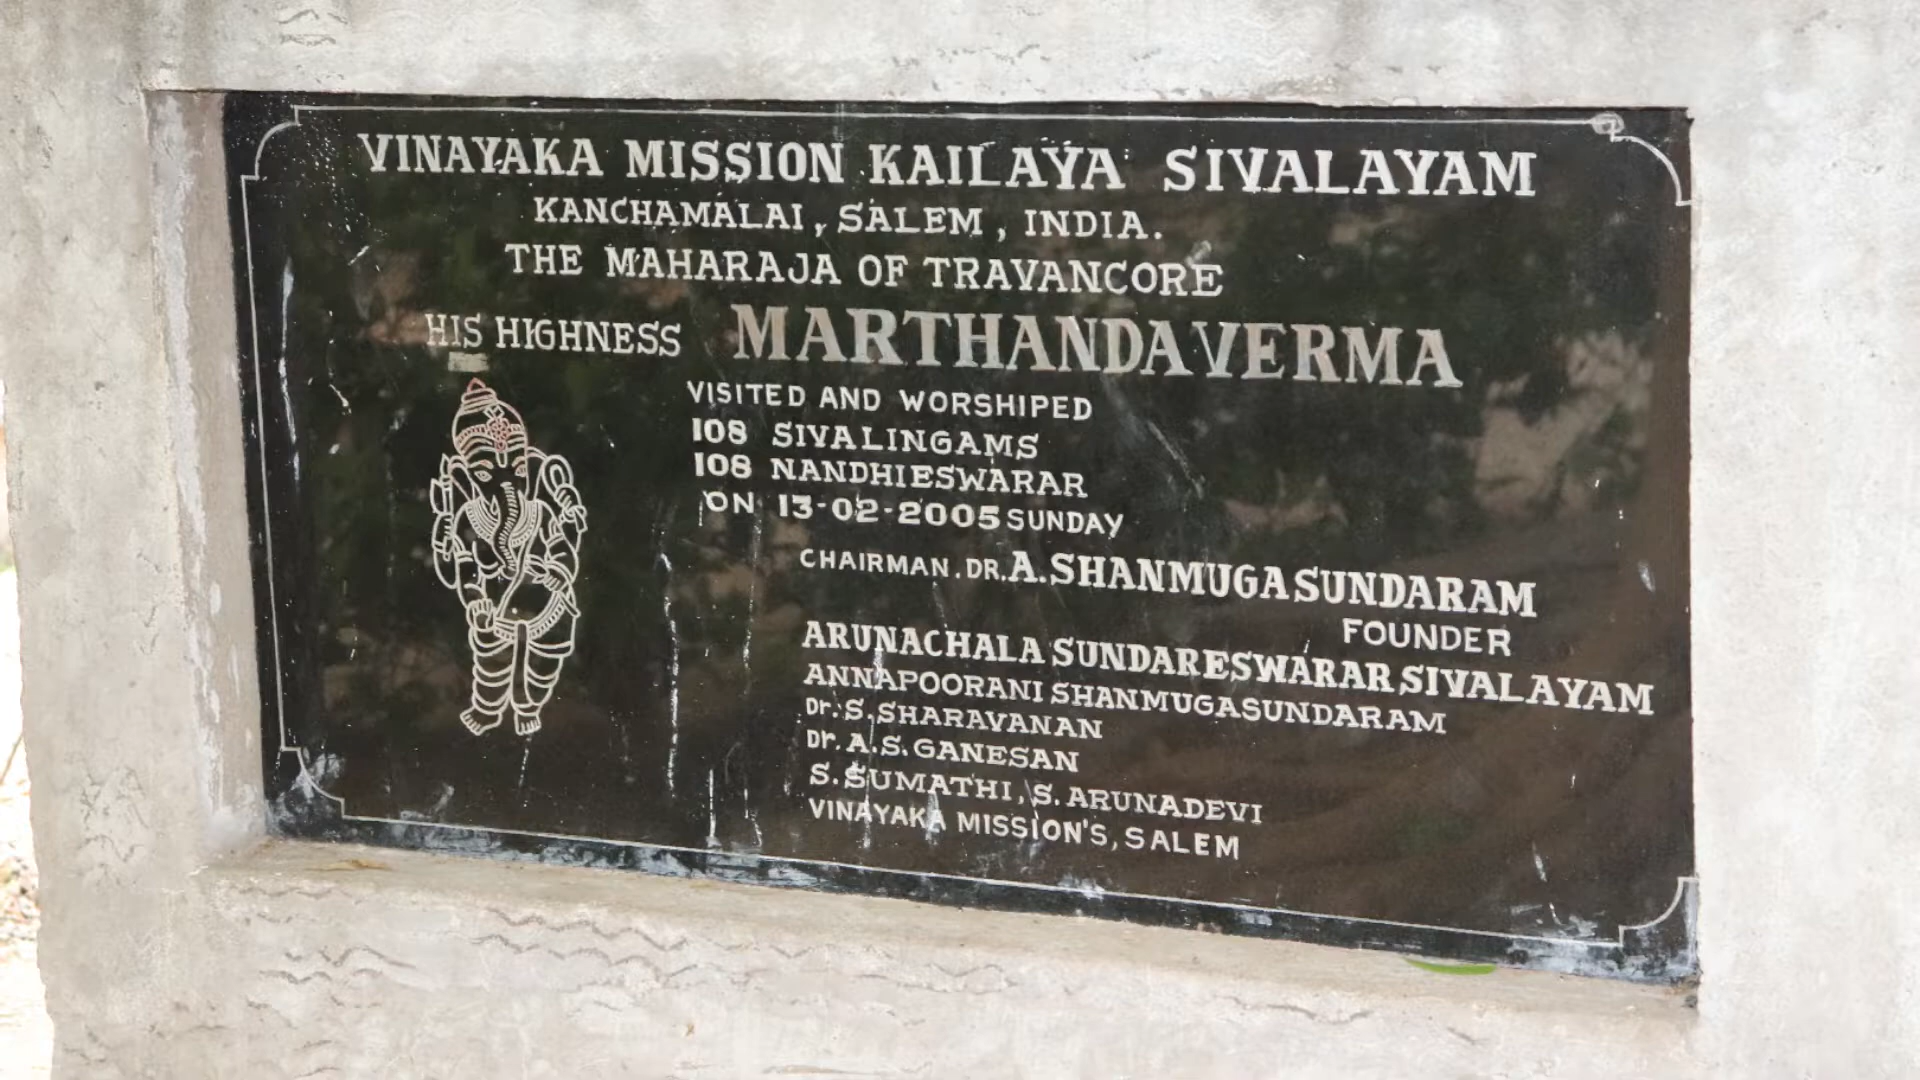 VINAYAKA MISSION KAILAYA SIVALAYAM
KANCHAMALAI, SALEM, INDIA.
THE MAHARAJA OF TRAVANCORE
HIS HIGHNESS MARTHANDAVERMA
VISITED AND WORSHIPED
108 SIVALINGAMS
108 NANDHIESWARAR
ON 13-02-2005 SUNDAY
CHAIRMAN. DR. A. SHANMUGASUNDARAM
FOUNDER
ARUNACHALA SUNDARESWARAR SIVALAYAM
ANNAPOORANI SHANMUGASUNDARAM
Dr. S. SHARAVANAN
Dr. A.S. GANESAN
S. SUMATHI, S. ARUNADEVI
VINAYAKA MISSION'S, SALEM